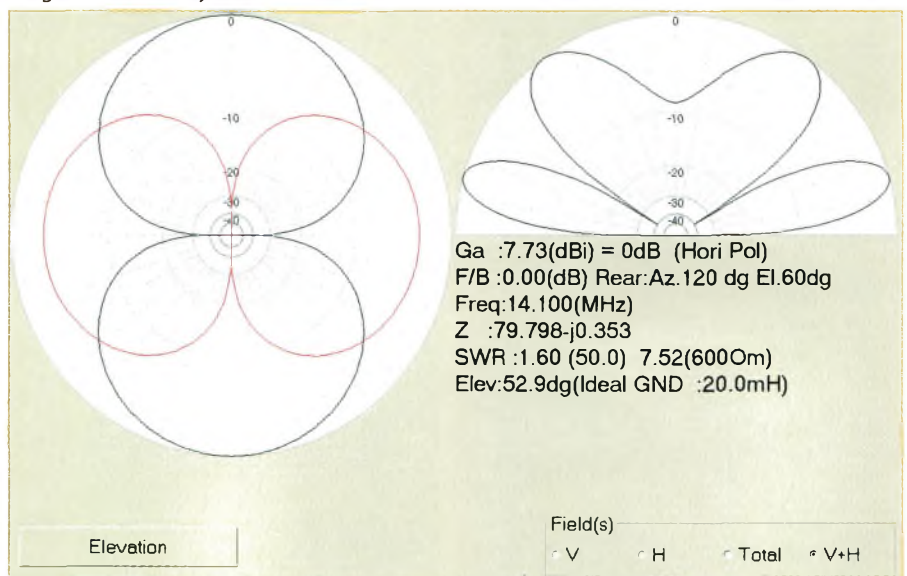 0
-10
-20
-30
-40
0
-10
-20
-30
-40
Ga :7.73(dBi) = 0dB (Hori Pol)
F/B :0.00(dB) Rear:Az.120 dg El.60dg
Freq:14.100(MHz)
Z :79.798-j0.353
SWR :1.60 (50.0) 7.52(600Om)
Elev:52.9dg(Ideal GND :20.0mH)
Field(s)
Elevation
V H Total V+H